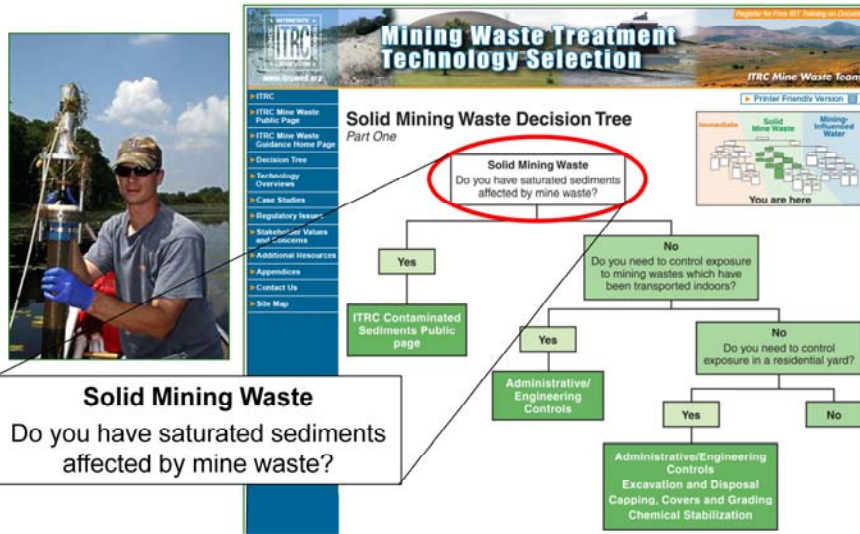 INTERSTATE
ITRC
www.itrcweb.org
Mining Waste Treatment
Technology Selection
ITRC Mine Waste Team
Printer Friendly Version
ITRC
ITRC Mine Waste
Public Page
ITRC Mine Waste
Guidance Home Page
Decision Tree
Technology
Overviews
Case Studies
Regulatory Issues
Stakeholder Values
and Concerns
Additional Resources
Appendices
Contact Us
Site Map
Solid Mining Waste Decision Tree
Part One
Immediate
Solid
Mine Waste
Mining-
Influenced
Water
You are here
Solid Mining Waste
Do you have saturated sediments
affected by mine waste?
Yes
ITRC Contaminated
Sediments Public
page
No
Do you need to control exposure
to mining wastes which have
been transported indoors?
Yes
Administrative/
Engineering
Controls
No
Do you need to control
exposure in a residential yard?
Yes
Administrative/Engineering
Controls
Excavation and Disposal
Capping, Covers and Grading
Chemical Stabilization
No
Solid Mining Waste
Do you have saturated sediments
affected by mine waste?